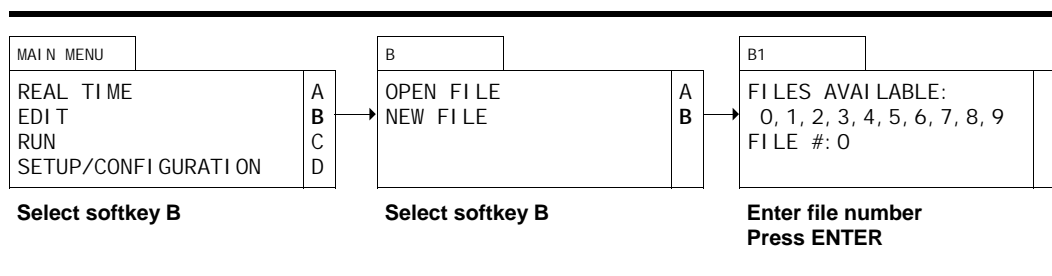 MAIN MENU
REAL TIME A
EDIT B
RUN C
SETUP/CONFIGURATION D
Select softkey B
B
OPEN FILE A
NEW FILE B
Select softkey B
B1
FILES AVAILABLE:
0,1,2,3,4,5,6,7,8,9
FILE #:0
Enter file number
Press ENTER